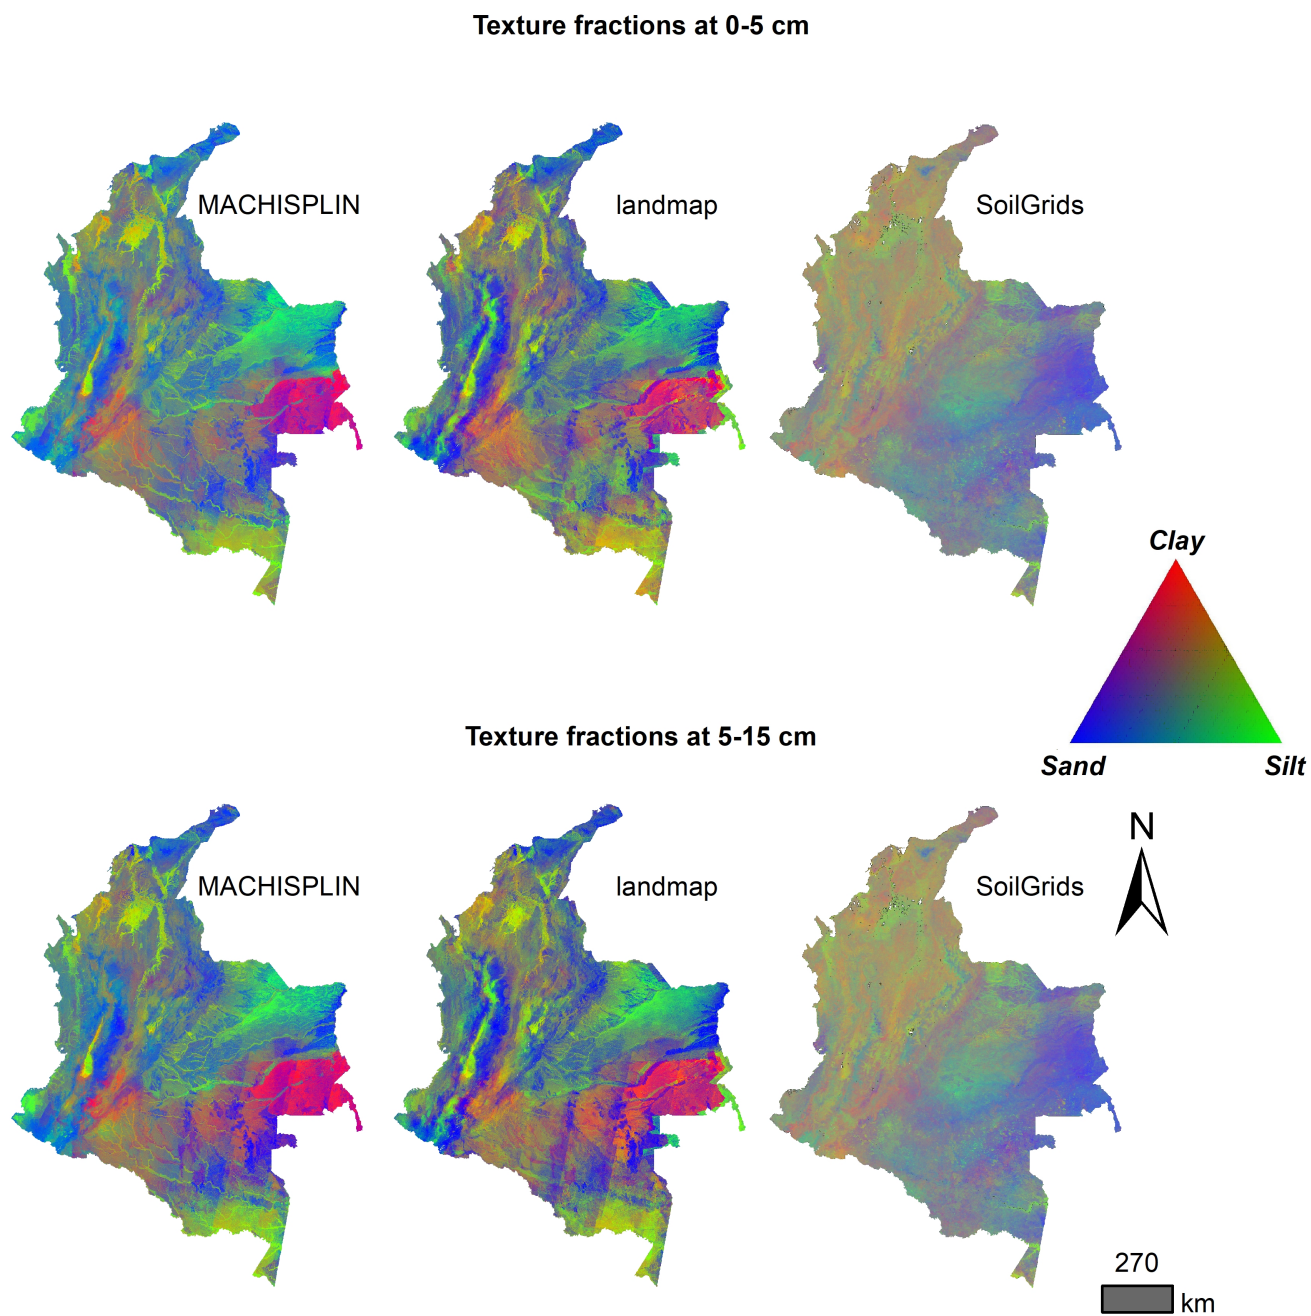 Texture fractions at 0-5 cm
MACHISPLIN
landmap
SoilGrids
Clay
Sand
Silt
Texture fractions at 5-15 cm
MACHISPLIN
landmap
SoilGrids
N
270
km